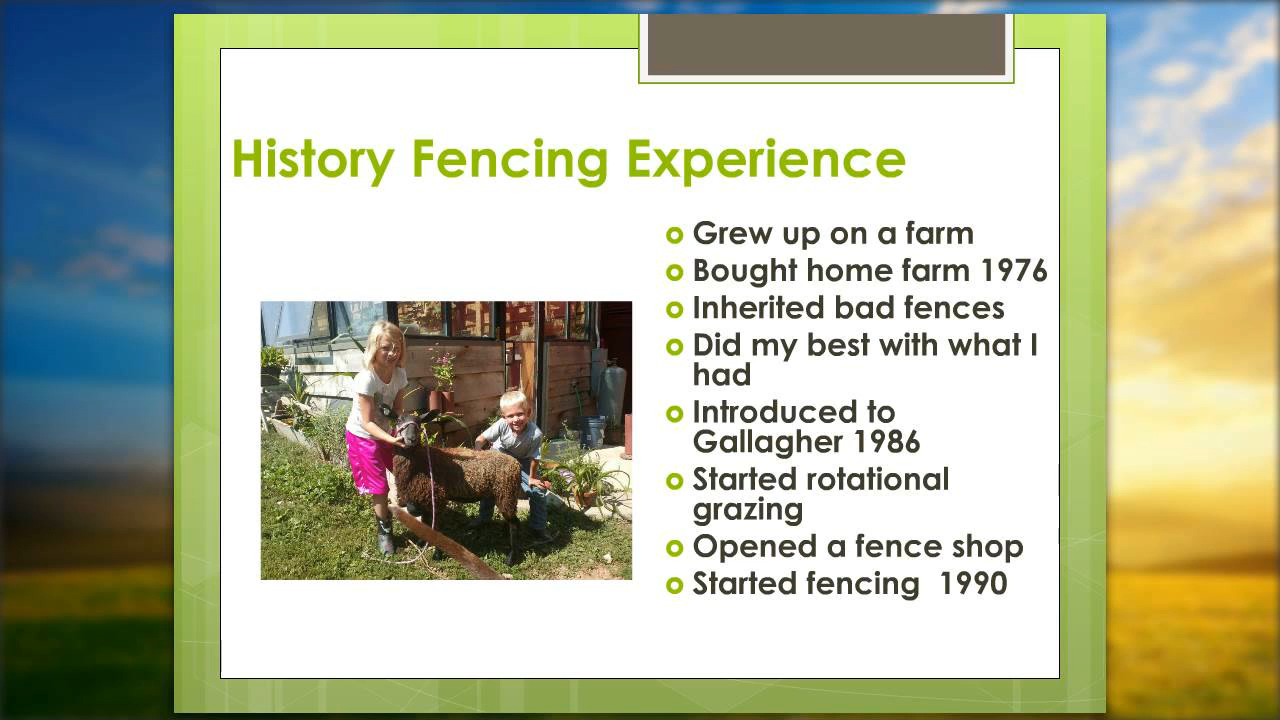 History Fencing Experience
Grew up on a farm
Bought home farm 1976
Inherited bad fences
Did my best with what I
had
Introduced to
Gallagher 1986
Started rotational
grazing
Opened a fence shop
Started fencing  1990